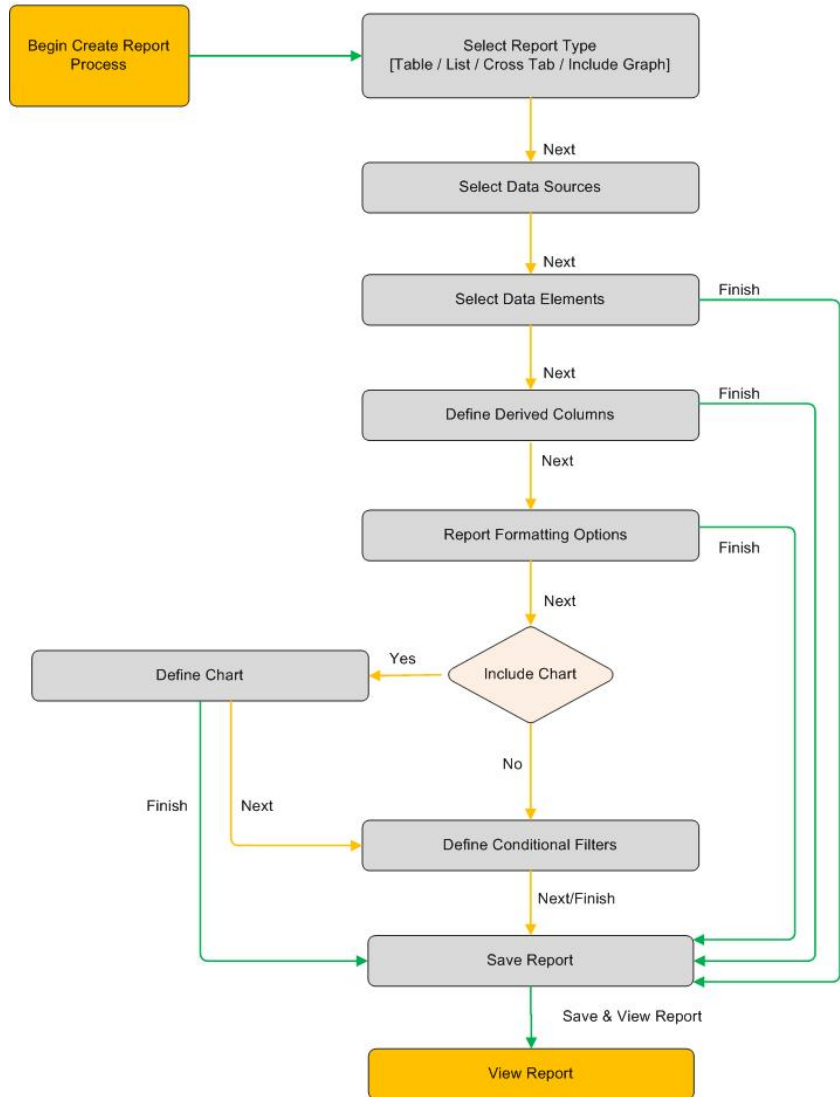 Begin Create Report
Process
Select Report Type
[Table / List / Cross Tab / Include Graph]
Next
Select Data Sources
Next
Select Data Elements
Finish
Next
Define Derived Columns
Finish
Next
Report Formatting Options
Finish
Next
Include Chart
Yes
Define Chart
No
Finish
Next
Define Conditional Filters
Next/Finish
Save Report
Save & View Report
View Report